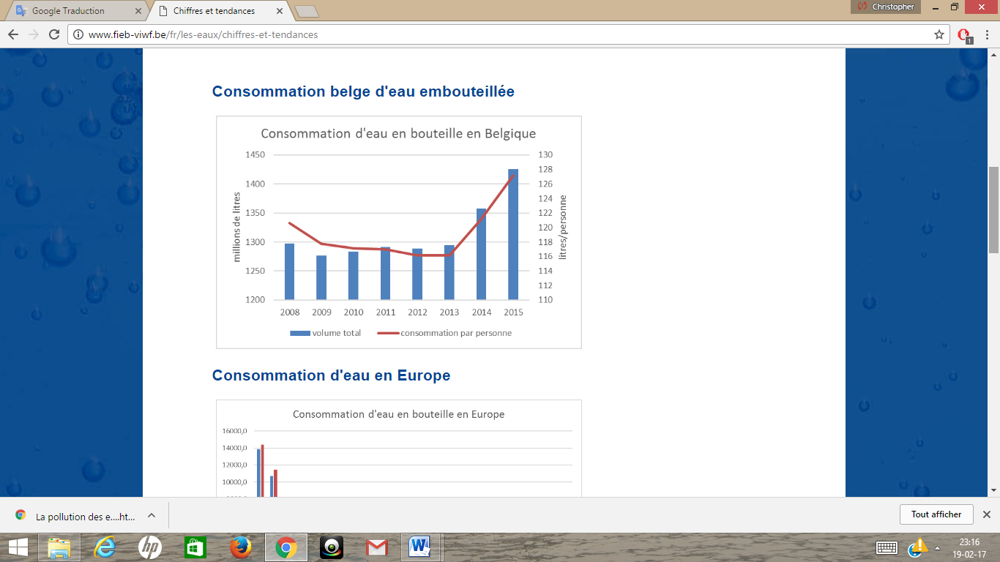 Google Traduction
Chiffres et tendances
Christopher
www.fieb-viwf.be/fr/les-eaux/chiffres-et-tendances
1
Consommation belge d'eau embouteillée
Consommation d'eau en bouteille en Belgique
1450
1400
1350
1300
1250
1200
millions de litres
130
128
126
124
122
120
118
116
114
112
110
litres/personne
2008 2009 2010 2011 2012 2013 2014 2015
volume total consommation par personne
Consommation d'eau en Europe
Consommation d'eau en bouteille en Europe
16000,0
14000,0
12000,0
10000,0
La pollution des e....ht...
Tout afficher
hp
W
23:16
19-02-17